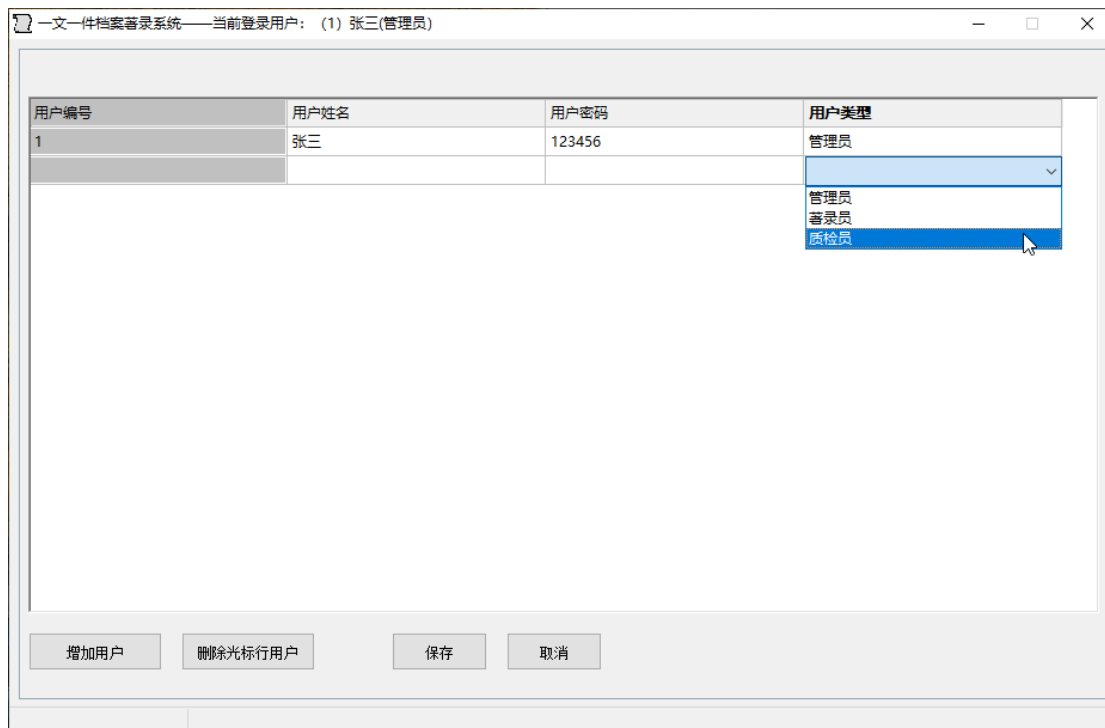 一文一件档案著录系统——当前登录用户：（1）张三(管理员)
用户编号 用户姓名 用户密码 用户类型
1 张三 123456 管理员
管理员
著录员
质检员
增加用户 删除光标行用户 保存 取消